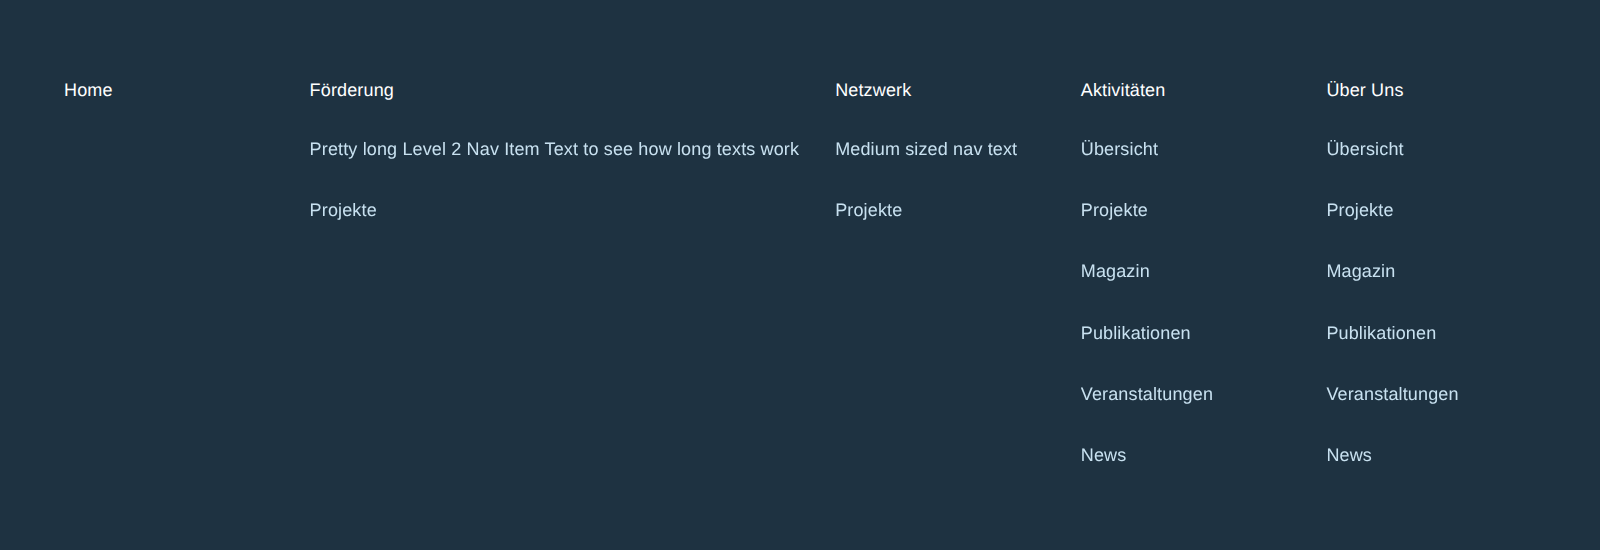 Home
Förderung
Pretty long Level 2 Nav Item Text to see how long texts work
Projekte
Netzwerk
Medium sized nav text
Projekte
Aktivitäten
Übersicht
Projekte
Magazin
Publikationen
Veranstaltungen
News
Über Uns
Übersicht
Projekte
Magazin
Publikationen
Veranstaltungen
News